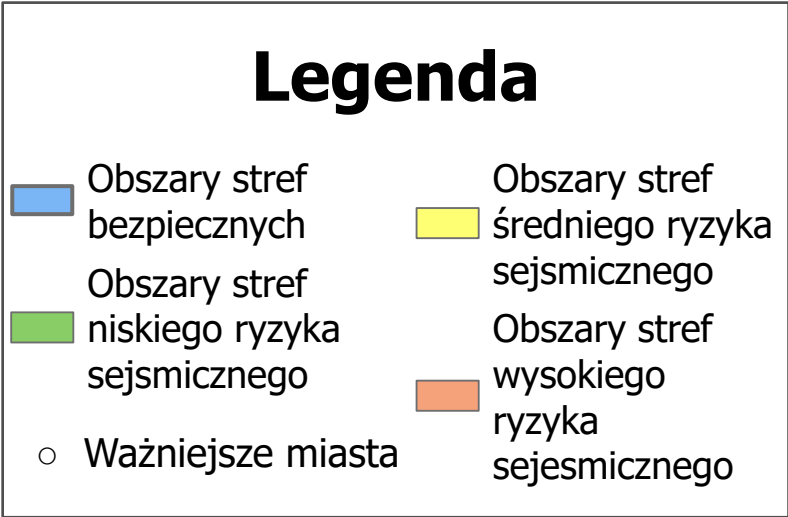 Legenda
Obszary stref
bezpiecznych
Obszary stref
niskiego ryzyka
sejsmicznego
Ważniejsze miasta
Obszary stref
średniego ryzyka
sejsmicznego
Obszary stref
wysokiego
ryzyka
sejesmicznego